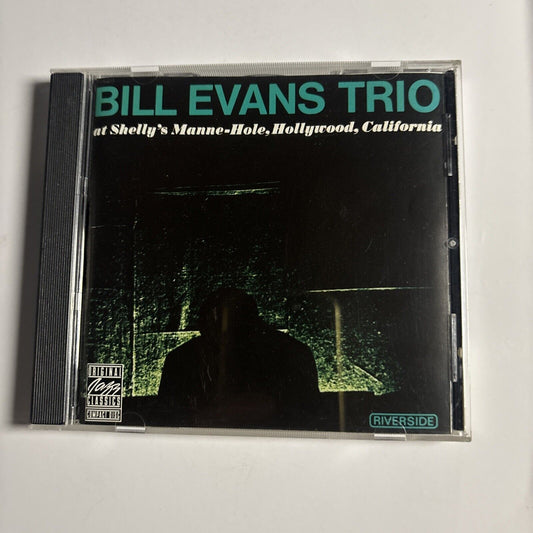 BILL EVANS TRIO
at Shelly's Manne-Hole, Hollywood, California
ORIGINAL
Jazz
CLASSICS
COMPACT DISC
RIVERSIDE